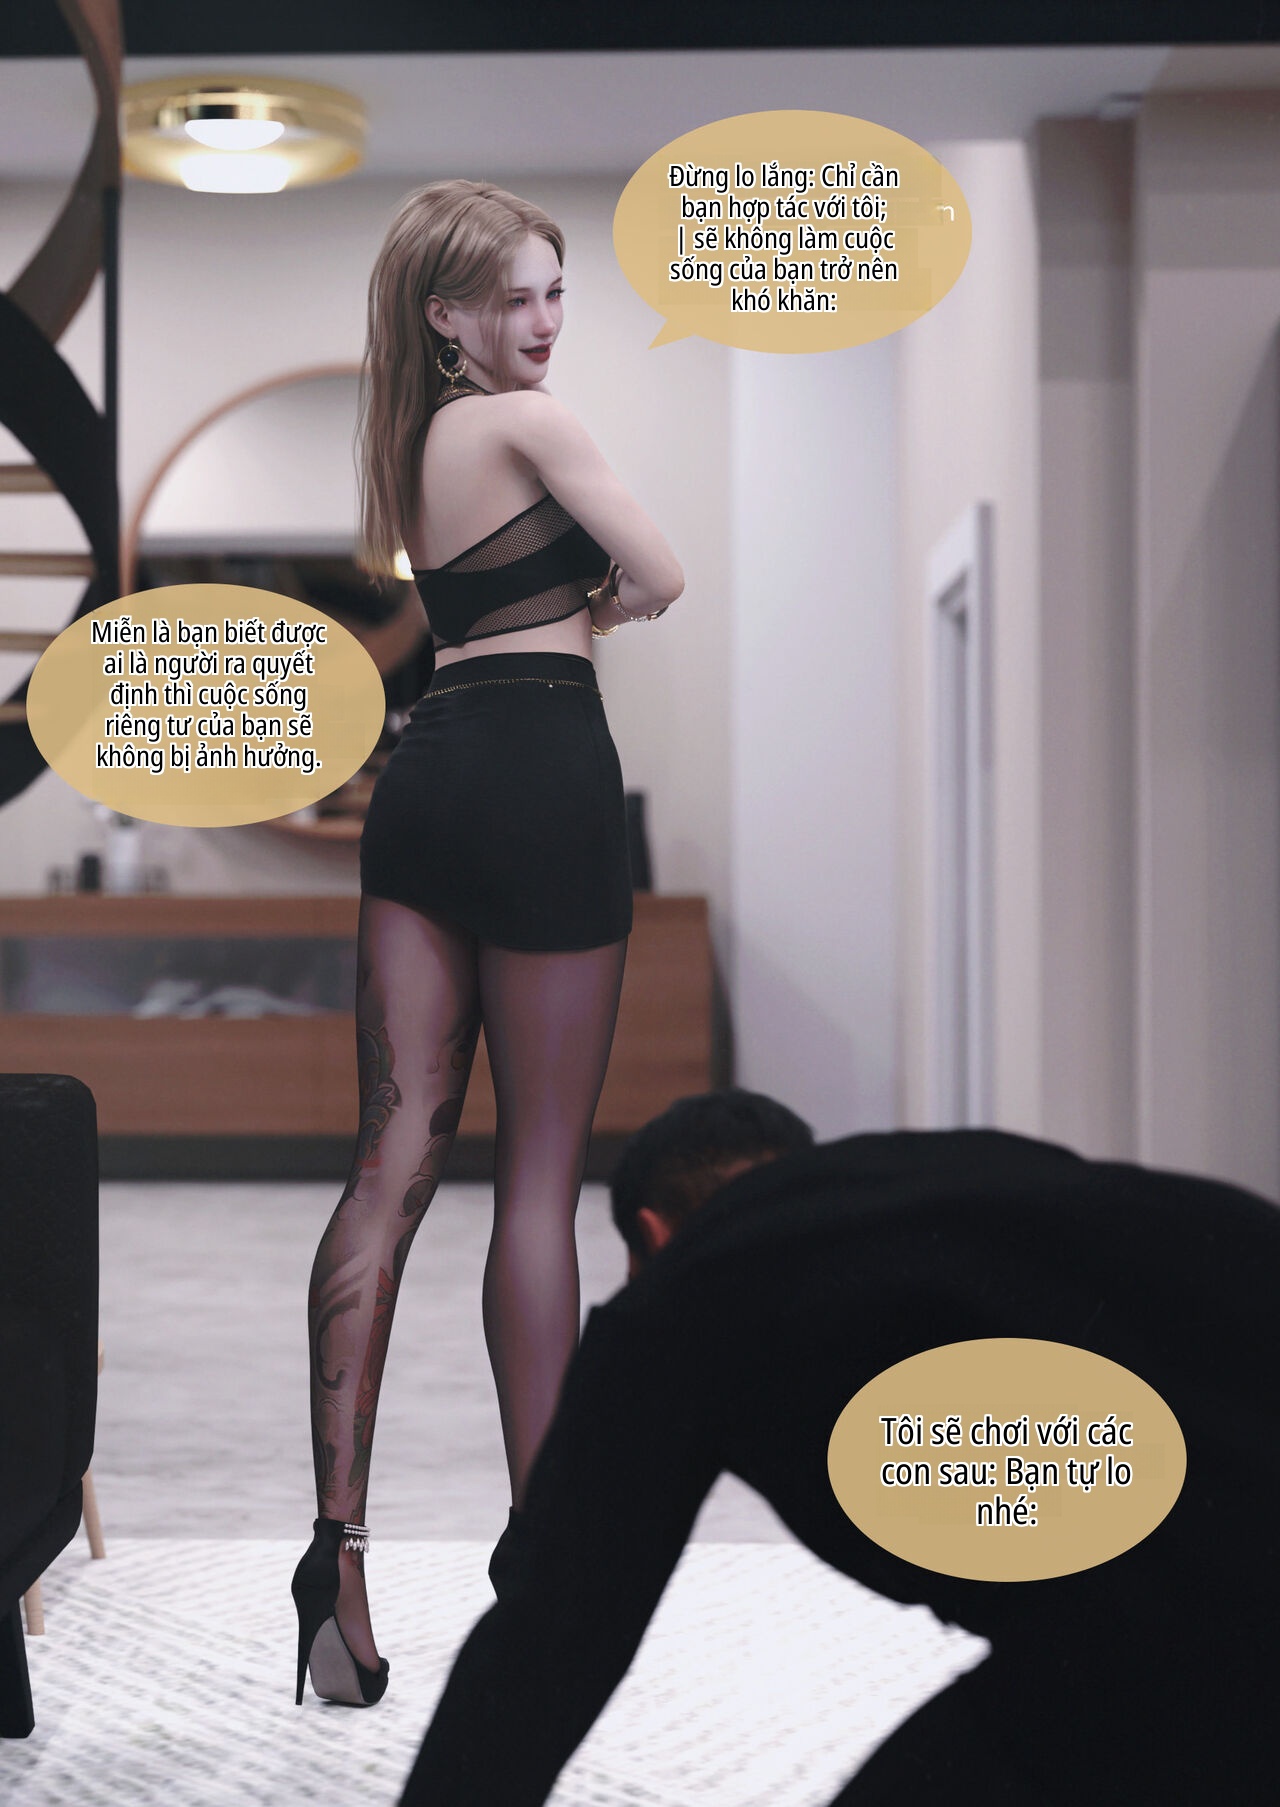 Đừng lo lắng: Chỉ cần
bạn hợp tác với tôi;
| sẽ không làm cuộc
sống của bạn trở nên
khó khăn:
Miễn là bạn biết được
ai là người ra quyết
định thì cuộc sống
riêng tư của bạn sẽ
không bị ảnh hưởng.
Tôi sẽ chơi với các
con sau: Bạn tự lo
nhé: